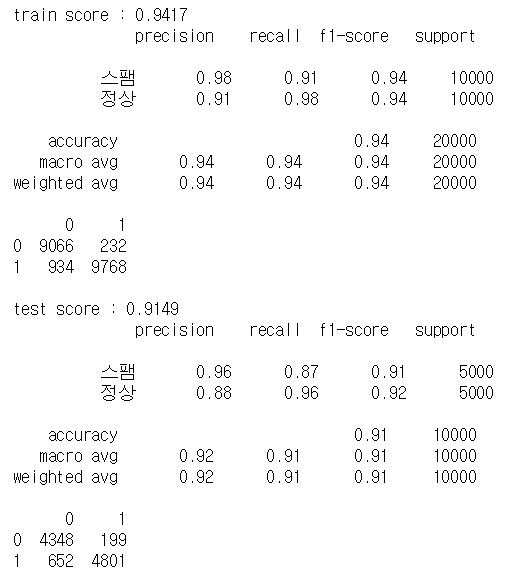 train score : 0.9417
precision recall f1-score support
스팸 0.98 0.91 0.94 10000
정상 0.91 0.98 0.94 10000
accuracy 0.94 20000
macro avg 0.94 0.94 0.94 20000
weighted avg 0.94 0.94 0.94 20000
0 1
0 9066 232
1 934 9768
test score : 0.9149
precision recall f1-score support
스팸 0.96 0.87 0.91 5000
정상 0.88 0.96 0.92 5000
accuracy 0.91 10000
macro avg 0.92 0.91 0.91 10000
weighted avg 0.92 0.91 0.91 10000
0 1
0 4348 199
1 652 4801